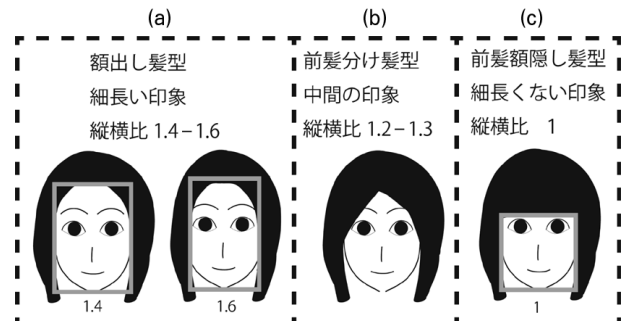 (a)
額出し髪型
細長い印象
縦横比 1.4−1.6
1.4
1.6
(b)
前髪分け髪型
中間の印象
縦横比 1.2−1.3
(c)
前髪額隠し髪型
細長くない印象
縦横比 1
1